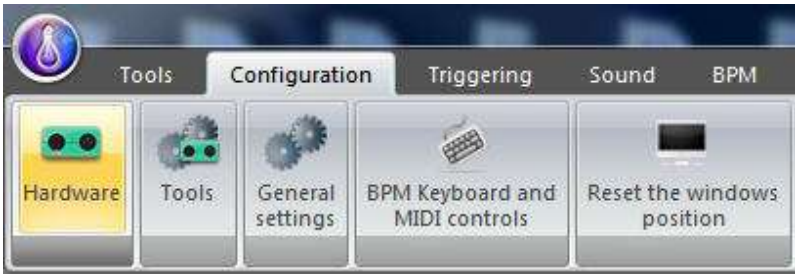 Tools Configuration Triggering Sound BPM
Hardware Tools General settings BPM Keyboard and MIDI controls Reset the windows position